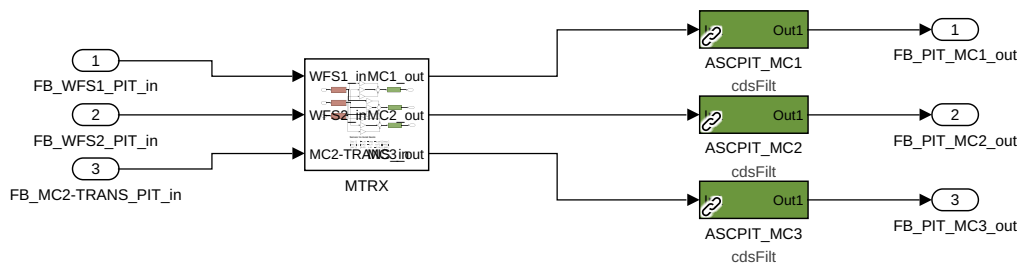 1
FB_WFS1_PIT_in
2
FB_WFS2_PIT_in
3
FB_MC2-TRANS_PIT_in
WFS1_in MC1_out
WFS2_in MC2_out
MC2-TRANS_in MC3_out
MTRX
Out1
ASCPIT_MC1
cdsFilt
Out1
ASCPIT_MC2
cdsFilt
Out1
ASCPIT_MC3
cdsFilt
1
FB_PIT_MC1_out
2
FB_PIT_MC2_out
3
FB_PIT_MC3_out